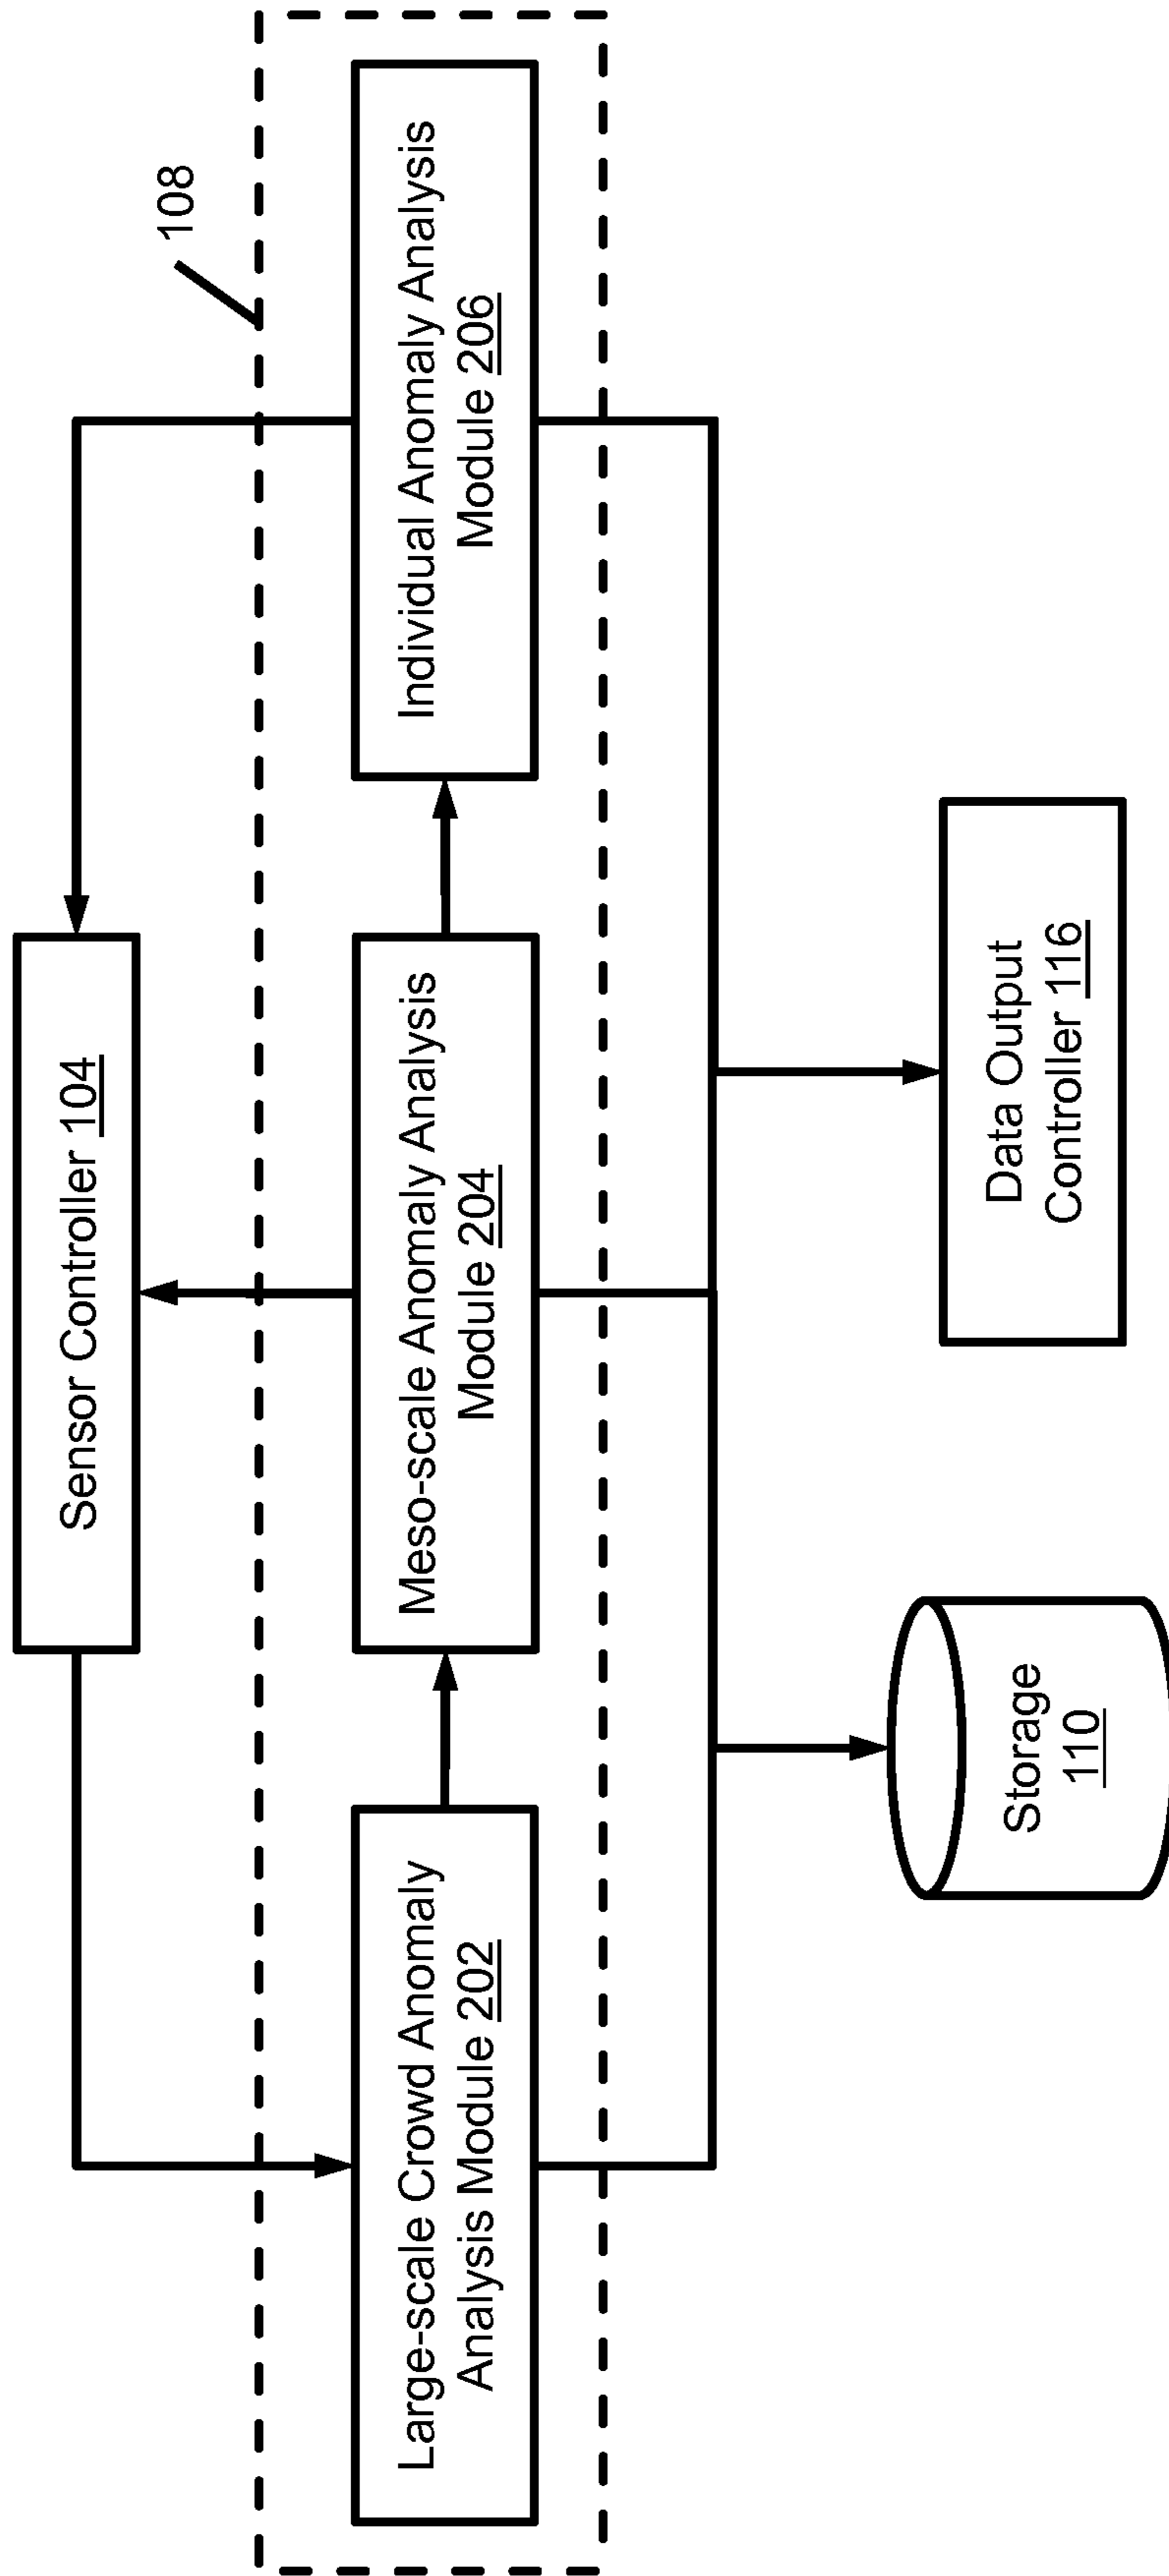 Sensor Controller 104
108
Large-scale Crowd Anomaly
Analysis Module 202
Meso-scale Anomaly Analysis
Module 204
Individual Anomaly Analysis
Module 206
Storage
110
Data Output
Controller 116